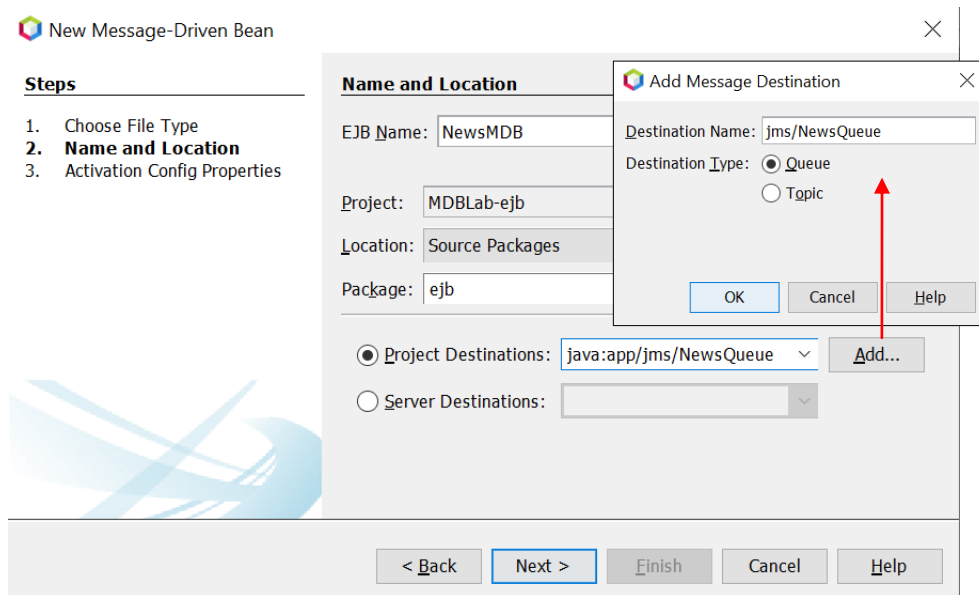 New Message-Driven Bean
Steps
1. Choose File Type
2. Name and Location
3. Activation Config Properties
Name and Location
EJB Name: NewsMDB
Project: MDBLab-ejb
Location: Source Packages
Package: ejb
Project Destinations: java:app/jms/NewsQueue Add...
Server Destinations:
Add Message Destination
Destination Name: jms/NewsQueue
Destination Type: Queue
Topic
OK Cancel Help
< Back Next > Finish Cancel Help